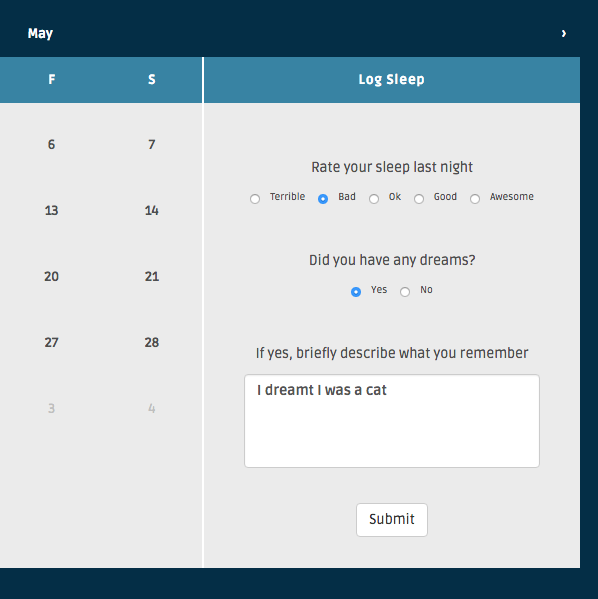 May ›
F S Log Sleep
6 7
Rate your sleep last night
Terrible Bad Ok Good Awesome
13 14
Did you have any dreams?
20 21
Yes No
27 28
If yes, briefly describe what you remember
I dreamt I was a cat
3 4
Submit